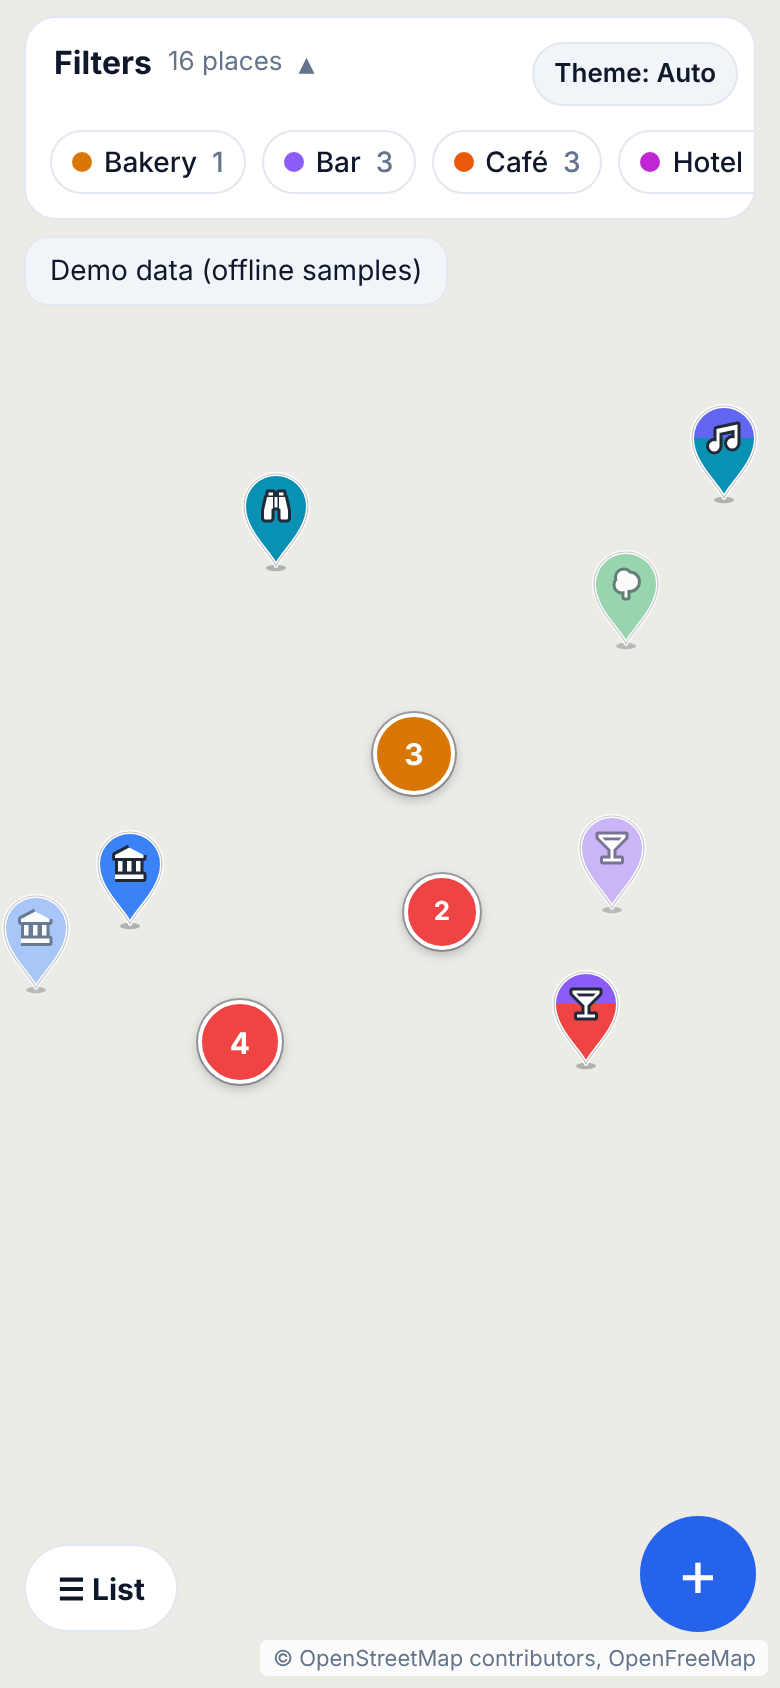 Filters 16 places ▲
Theme: Auto
Bakery 1
Bar 3
Café 3
Hotel
Demo data (offline samples)
3
2
4
☰ List
+
© OpenStreetMap contributors, OpenFreeMap